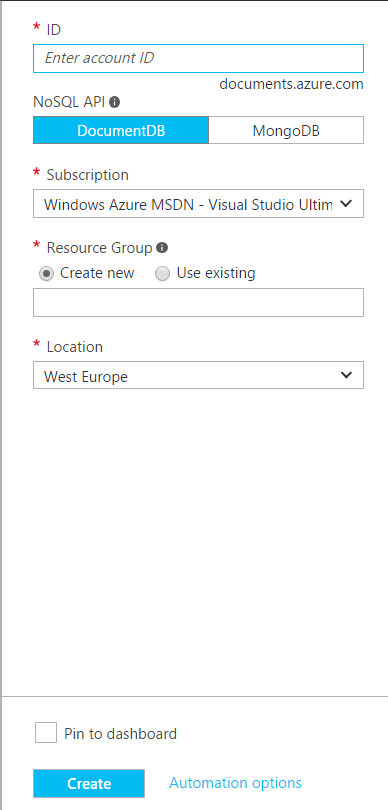 * ID
Enter account ID
documents.azure.com
NoSQL API
DocumentDB MongoDB
* Subscription
Windows Azure MSDN - Visual Studio Ultim
* Resource Group
Create new Use existing
* Location
West Europe
Pin to dashboard
Create Automation options